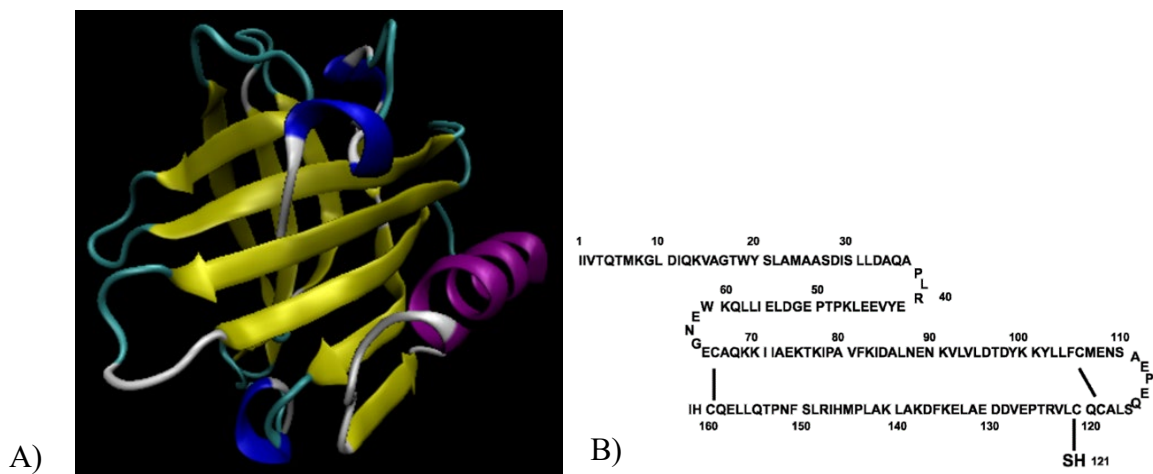 1 10 20 30
IIVTQTMKGL DIQKVAGTWY SLAMAASDIS LLDAQA
P
L
R 40
60 50
W KQLLI ELDGE PTPKLEEVYE
E
N
G
70 80 90 100 110
ECAQKK I IAEKTKIPA VFKIDALNEN KVLVLDTDYK KYLLFCMENS
A
E
P
E
Q
IH CQELLQTPNF SLRIHMPLAK LAKDFKELAE DDVEPTRVLC QCALS
160 150 140 130 120
SH 121
A)
B)